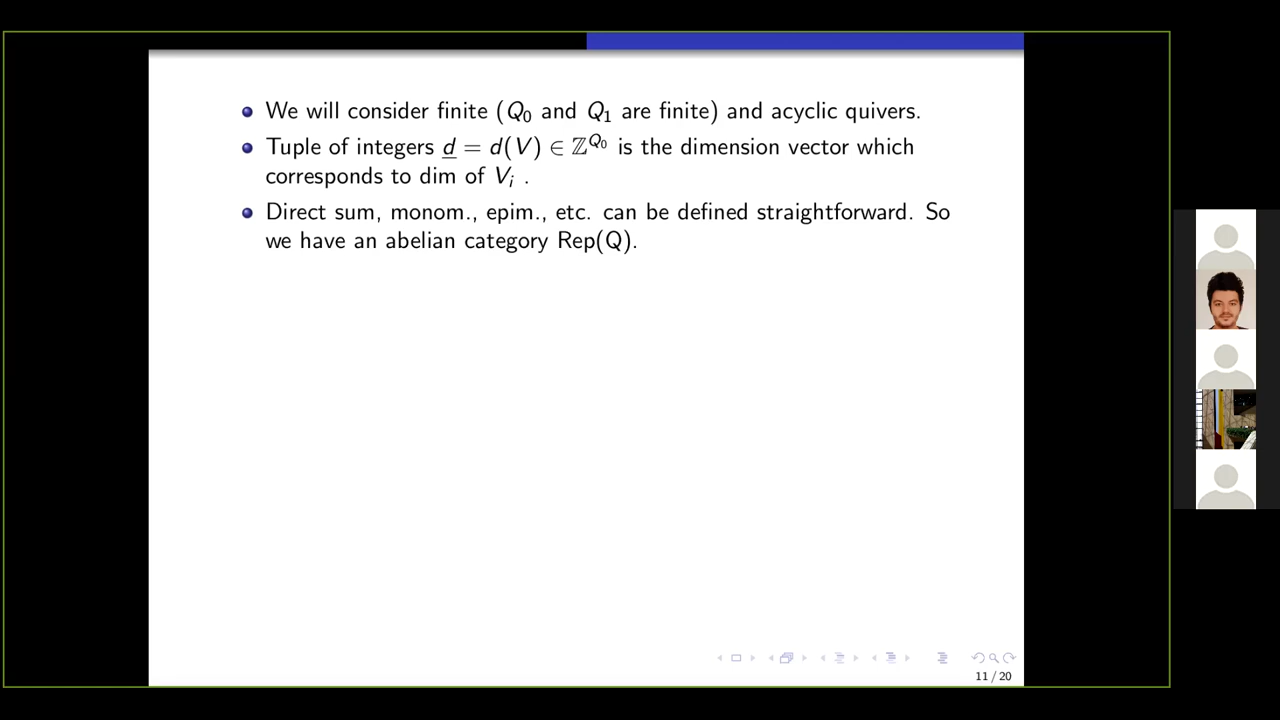 We will consider finite (Q₀ and Q₁ are finite) and acyclic quivers.
Tuple of integers d̲ = d(V) ∈ ℤ^{Q₀} is the dimension vector which
corresponds to dim of Vᵢ .
Direct sum, monom., epim., etc. can be defined straightforward. So
we have an abelian category Rep(Q).
11 / 20